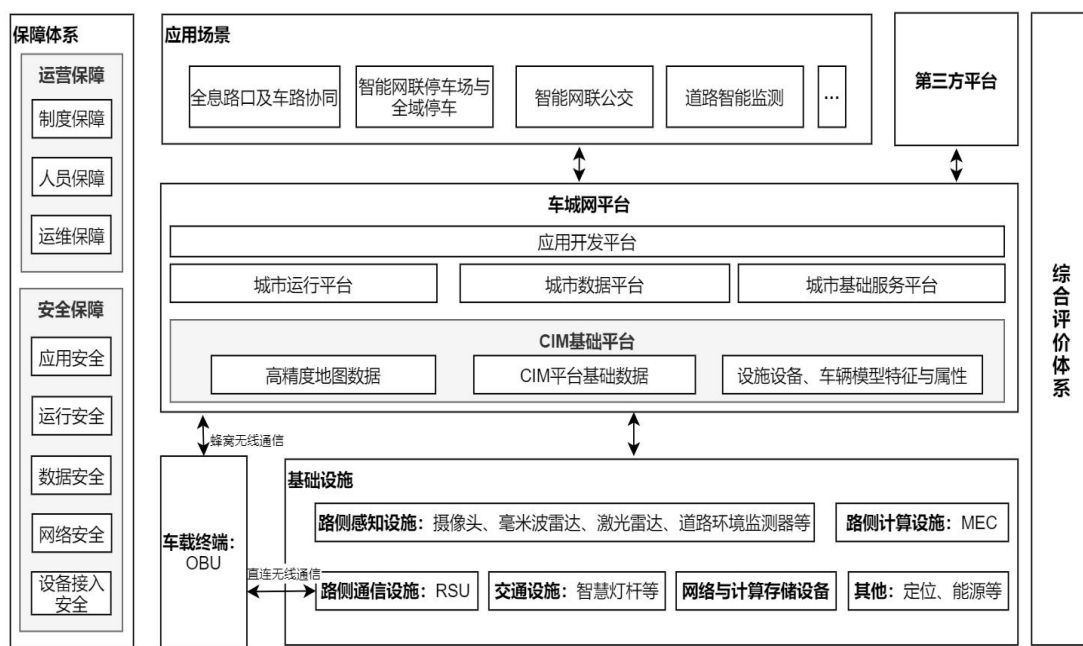 保障体系
运营保障
制度保障
人员保障
运维保障
安全保障
应用安全
运行安全
数据安全
网络安全
设备接入
安全
应用场景
全息路口及车路协同
智能网联停车场与
全域停车
智能网联公交
道路智能监测
...
第三方平台
车城网平台
应用开发平台
城市运行平台
城市数据平台
城市基础服务平台
CIM基础平台
高精度地图数据
CIM平台基础数据
设施设备、车辆模型特征与属性
蜂窝无线通信
车载终端：
OBU
直连无线通信
基础设施
路侧感知设施：摄像头、毫米波雷达、激光雷达、道路环境监测器等
路侧计算设施：MEC
路侧通信设施：RSU
交通设施：智慧灯杆等
网络与计算存储设备
其他：定位、能源等
综合评价体系